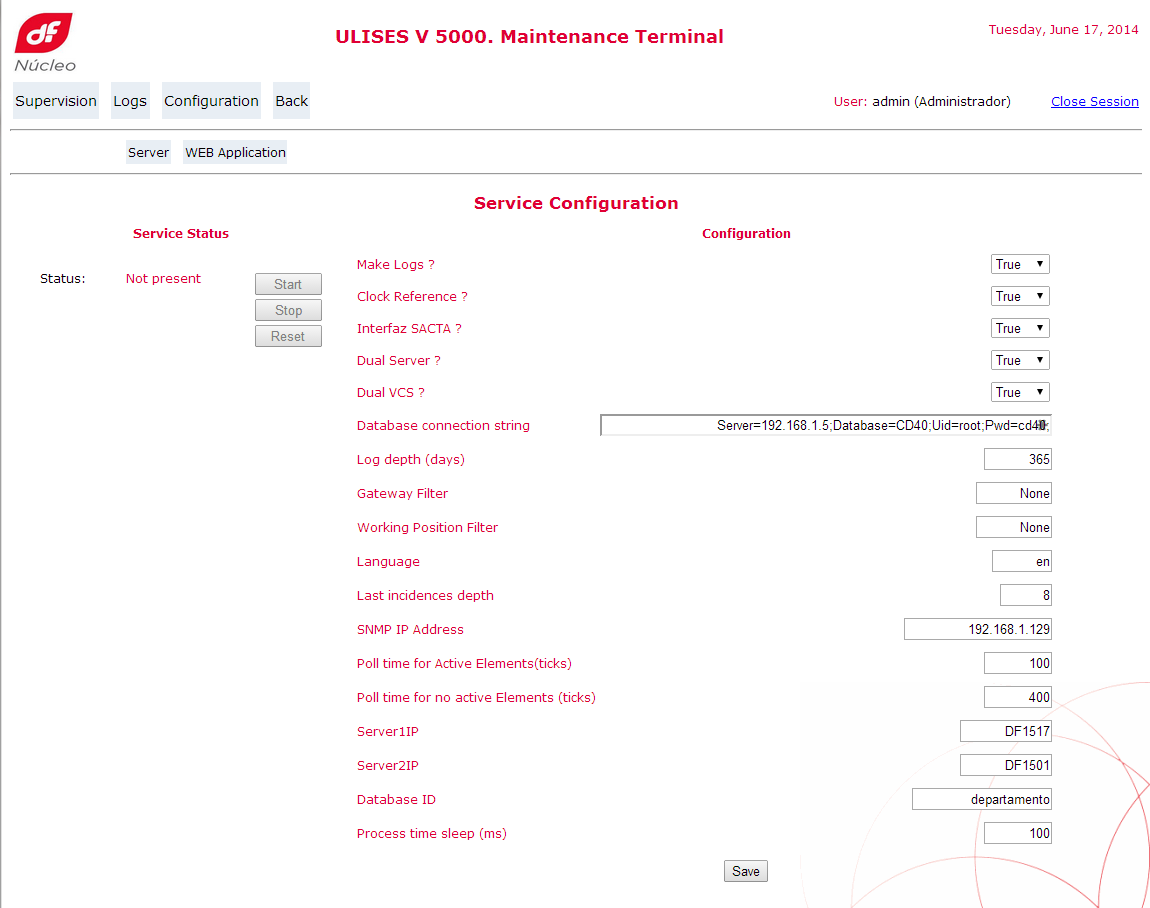 df
Núcleo
ULISES V 5000. Maintenance Terminal
Tuesday, June 17, 2014
Supervision Logs Configuration Back
User: admin (Administrador) Close Session
Server WEB Application
Service Configuration
Service Status
Configuration
Status: Not present
Start
Stop
Reset
Make Logs ? True
Clock Reference ? True
Interfaz SACTA ? True
Dual Server ? True
Dual VCS ? True
Database connection string Server=192.168.1.5;Database=CD40;Uid=root;Pwd=cd40;
Log depth (days) 365
Gateway Filter None
Working Position Filter None
Language en
Last incidences depth 8
SNMP IP Address 192.168.1.129
Poll time for Active Elements(ticks) 100
Poll time for no active Elements (ticks) 400
Server1IP DF1517
Server2IP DF1501
Database ID departamento
Process time sleep (ms) 100
Save